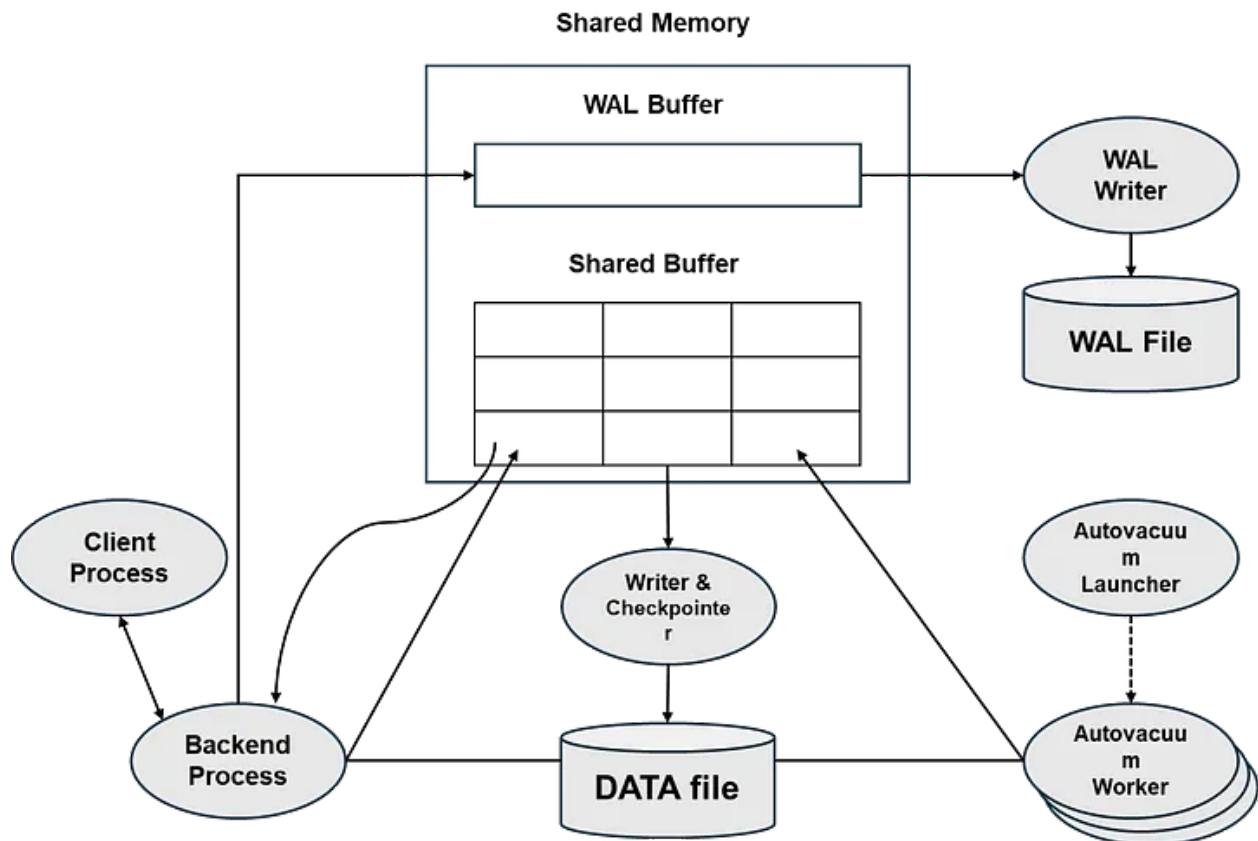 Shared Memory
WAL Buffer
WAL
Writer
Shared Buffer
WAL File
Client
Process
Autovacuu
m
Launcher
Writer &
Checkpointe
r
Backend
Process
DATA file
Autovacuu
m
Worker